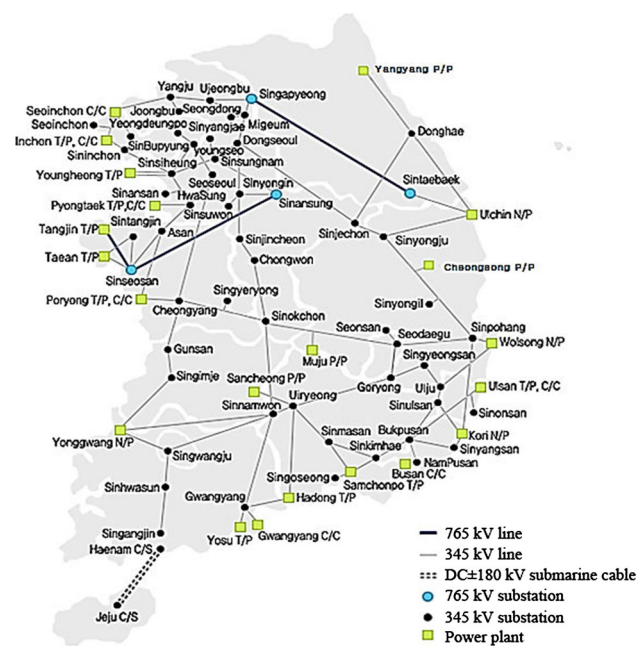 Yangyang P/P
Yangju
Ujeongbu
Singapyeong
Seoinchon C/C
Joongbu
Seongdong
Seoinchon
Yeongdeungpo
Sinyangjae
Migeum
Donghae
Inchon T/P, C/C
SinBupyung
youngseo
Dongseoul
Sininchon
Sinsiheung
Sinsungnam
Youngheong T/P
Seoseoul
Sintaebaek
Sinansan
HwaSung
Sinyongin
Pyongtaek T/P,C/C
Sinsuwon
Sinansung
Ulchin N/P
Sintangjin
Tangjin T/P
Asan
Sinjincheon
Sinjechon
Sinyongju
Taean T/P
Chongwon
Cheongsong P/P
Sinseosan
Singyeryong
Poryong T/P, C/C
Cheongyang
Sinyongil
Sinokchon
Seonsan
Seodaegu
Sinpohang
Wolsong N/P
Gunsan
Muju P/P
Singyeongsan
Singimje
Sancheong P/P
Goryong
Ulju
Ulsan T/P, C/C
Uiryeong
Sinnamwon
Sinulsan
Sinonsan
Yonggwang N/P
Sinmasan
Bukpusan
Kori N/P
Singwangju
Sinkimhae
Sinyangsan
NamPusan
Sinhwasun
Singoseong
Busan C/C
Samchonpo T/P
Gwangyang
Hadong T/P
Singangjin
Yosu T/P
Gwangyang C/C
Haenam C/S
Jeju C/S
765 kV line
345 kV line
DC±180 kV submarine cable
765 kV substation
345 kV substation
Power plant